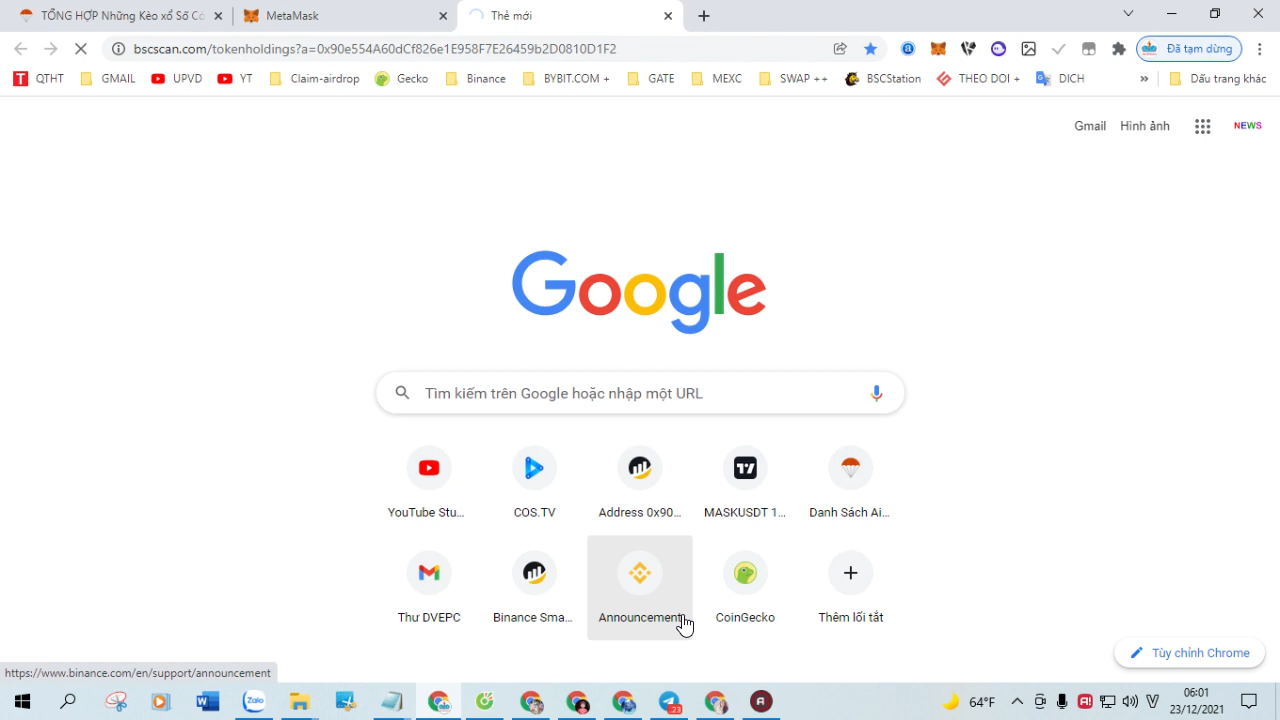 TỔNG HỢP Những Kèo xổ Số Cơ
MetaMask
Thẻ mới
bscscan.com/tokenholdings?a=0x90e554A60dCf826e1E958F7E26459b2D0810D1F2
Đã tạm dừng
QTHT
GMAIL
UPVD
YT
Claim-airdrop
Gecko
Binance
BYBIT.COM +
GATE
MEXC
SWAP ++
BSCStation
THEO DOI +
DICH
»
Dấu trang khác
Gmail
Hình ảnh
NEWS
Google
Tìm kiếm trên Google hoặc nhập một URL
YouTube Stu...
COS.TV
Address 0x90...
MASKUSDT 1...
Danh Sách Ai...
Thư DVEPC
Binance Sma...
Announcement
CoinGecko
Thêm lối tắt
Tùy chỉnh Chrome
https://www.binance.com/en/support/announcement
Zalo
23
64°F
06:01
23/12/2021